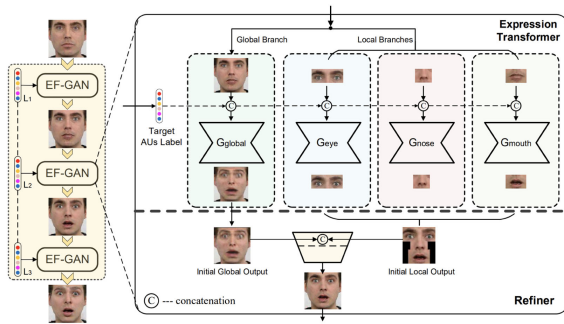 EF-GAN
L1
EF-GAN
L2
EF-GAN
L3
Expression
Transformer
Global Branch
Local Branches
Target
AUs Label
C
C
C
C
Gglobal
Geye
Gnose
Gmouth
C
Initial Global Output
Initial Local Output
C --- concatenation
Refiner